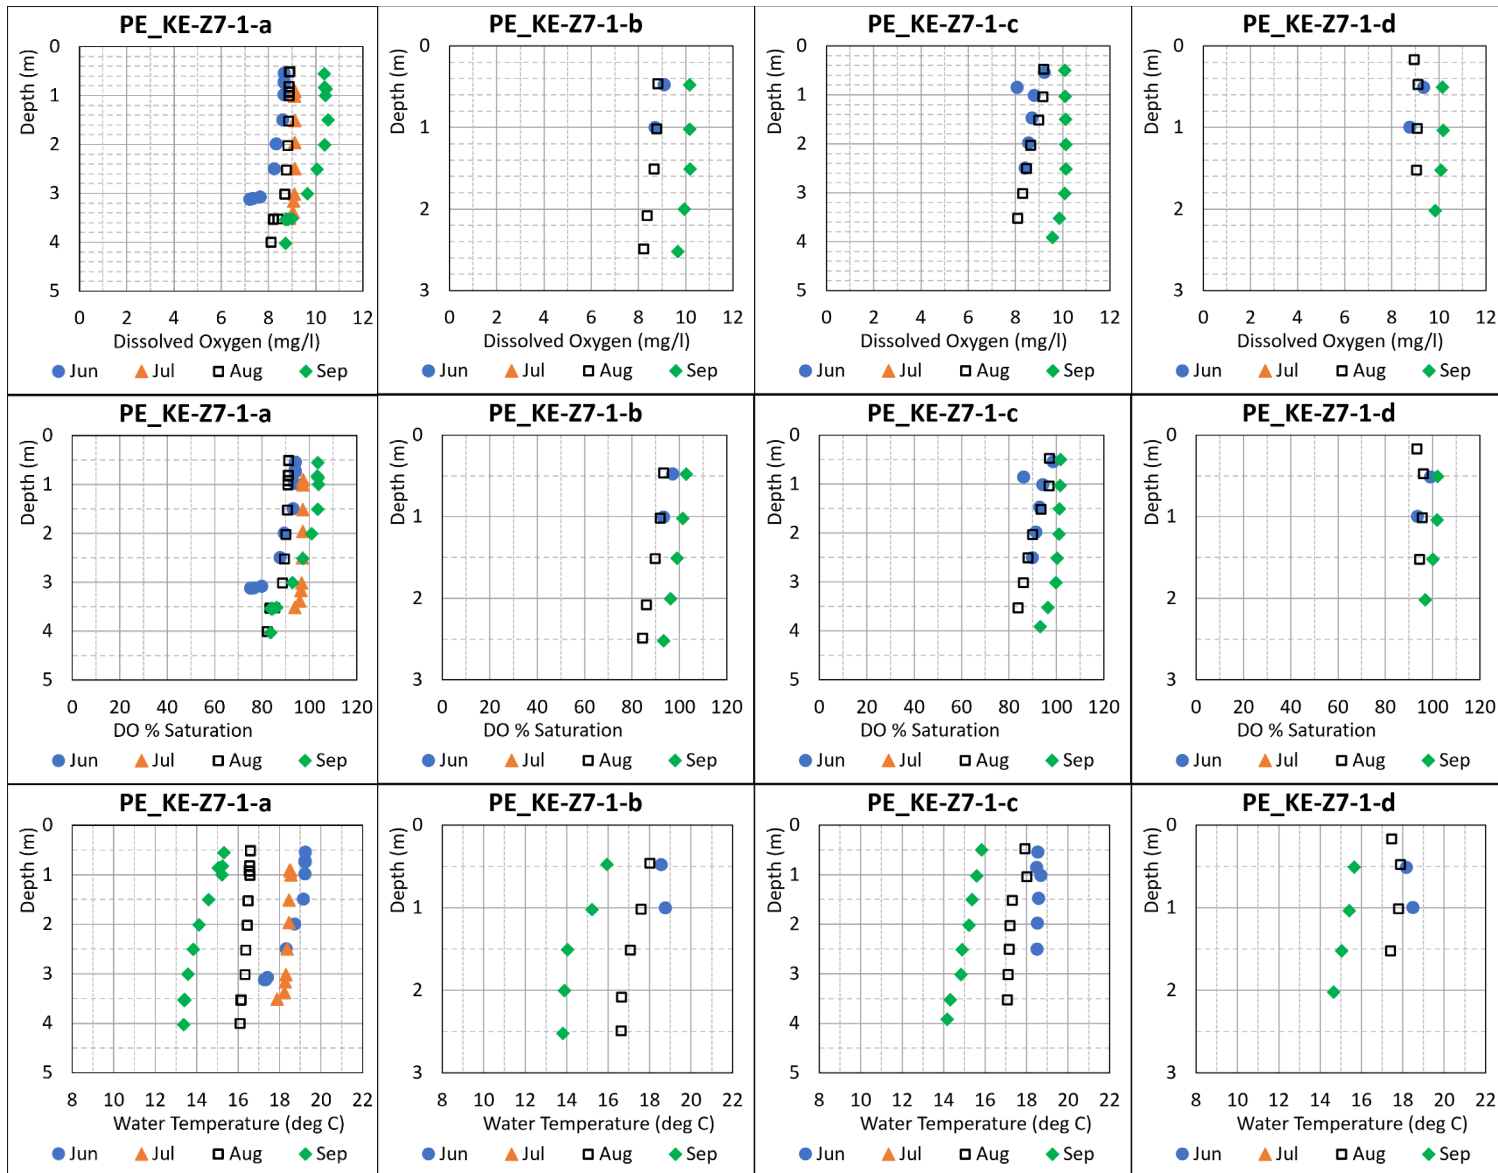 PE_KE-Z7-1-a
PE_KE-Z7-1-b
PE_KE-Z7-1-c
PE_KE-Z7-1-d
Depth (m)
0
1
2
3
4
5
0 2 4 6 8 10 12
Dissolved Oxygen (mg/l)
Jun Jul Aug Sep
Depth (m)
0
1
2
3
0 2 4 6 8 10 12
Dissolved Oxygen (mg/l)
Jun Jul Aug Sep
Depth (m)
0
1
2
3
4
5
0 2 4 6 8 10 12
Dissolved Oxygen (mg/l)
Jun Jul Aug Sep
Depth (m)
0
1
2
3
0 2 4 6 8 10 12
Dissolved Oxygen (mg/l)
Jun Jul Aug Sep
PE_KE-Z7-1-a
PE_KE-Z7-1-b
PE_KE-Z7-1-c
PE_KE-Z7-1-d
Depth (m)
0
1
2
3
4
5
0 20 40 60 80 100 120
DO % Saturation
Jun Jul Aug Sep
Depth (m)
0
1
2
3
0 20 40 60 80 100 120
DO % Saturation
Jun Jul Aug Sep
Depth (m)
0
1
2
3
4
5
0 20 40 60 80 100 120
DO % Saturation
Jun Jul Aug Sep
Depth (m)
0
1
2
3
0 20 40 60 80 100 120
DO % Saturation
Jun Jul Aug Sep
PE_KE-Z7-1-a
PE_KE-Z7-1-b
PE_KE-Z7-1-c
PE_KE-Z7-1-d
Depth (m)
0
1
2
3
4
5
8 10 12 14 16 18 20 22
Water Temperature (deg C)
Jun Jul Aug Sep
Depth (m)
0
1
2
3
8 10 12 14 16 18 20 22
Water Temperature (deg C)
Jun Jul Aug Sep
Depth (m)
0
1
2
3
4
5
8 10 12 14 16 18 20 22
Water Temperature (deg C)
Jun Jul Aug Sep
Depth (m)
0
1
2
3
8 10 12 14 16 18 20 22
Water Temperature (deg C)
Jun Jul Aug Sep